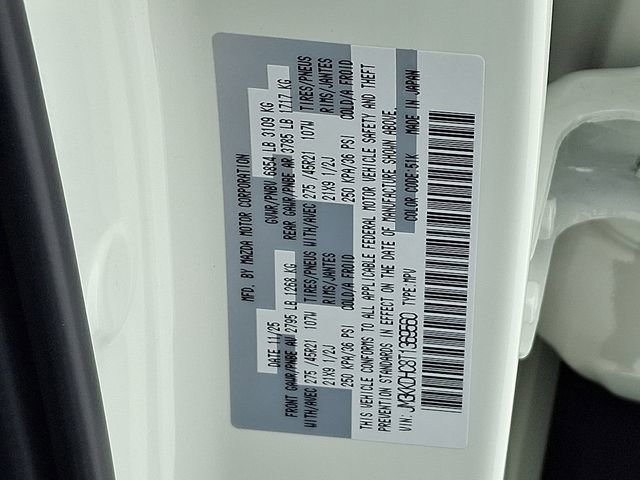 MFD. BY MAZDA MOTOR CORPORATION
DATE 11/25 GVWR/PNBV 6854 LB 3109 KG
FRONT GAWR/PNBE AV 2795 LB 1268 KG REAR GAWR/PNBE AR 3785 LB 1717 KG
WITH/AVEC 275 /45R21 107W TIRES/PNEUS WITH/AVEC 275 /45R21 107W TIRES/PNEUS
21X9 1/2J RIMS/JANTES 21X9 1/2J RIMS/JANTES
250 KPA/36 PSI COLD/A FROID 250 KPA/36 PSI COLD/A FROID
THIS VEHICLE CONFORMS TO ALL APPLICABLE FEDERAL MOTOR VEHICLE SAFETY AND THEFT
PREVENTION STANDARDS IN EFFECT ON THE DATE OF MANUFACTURE SHOWN ABOVE.
VIN: JM3KKDHC8T1369660 TYPE:MPV COLOR CODE:51K MADE IN JAPAN